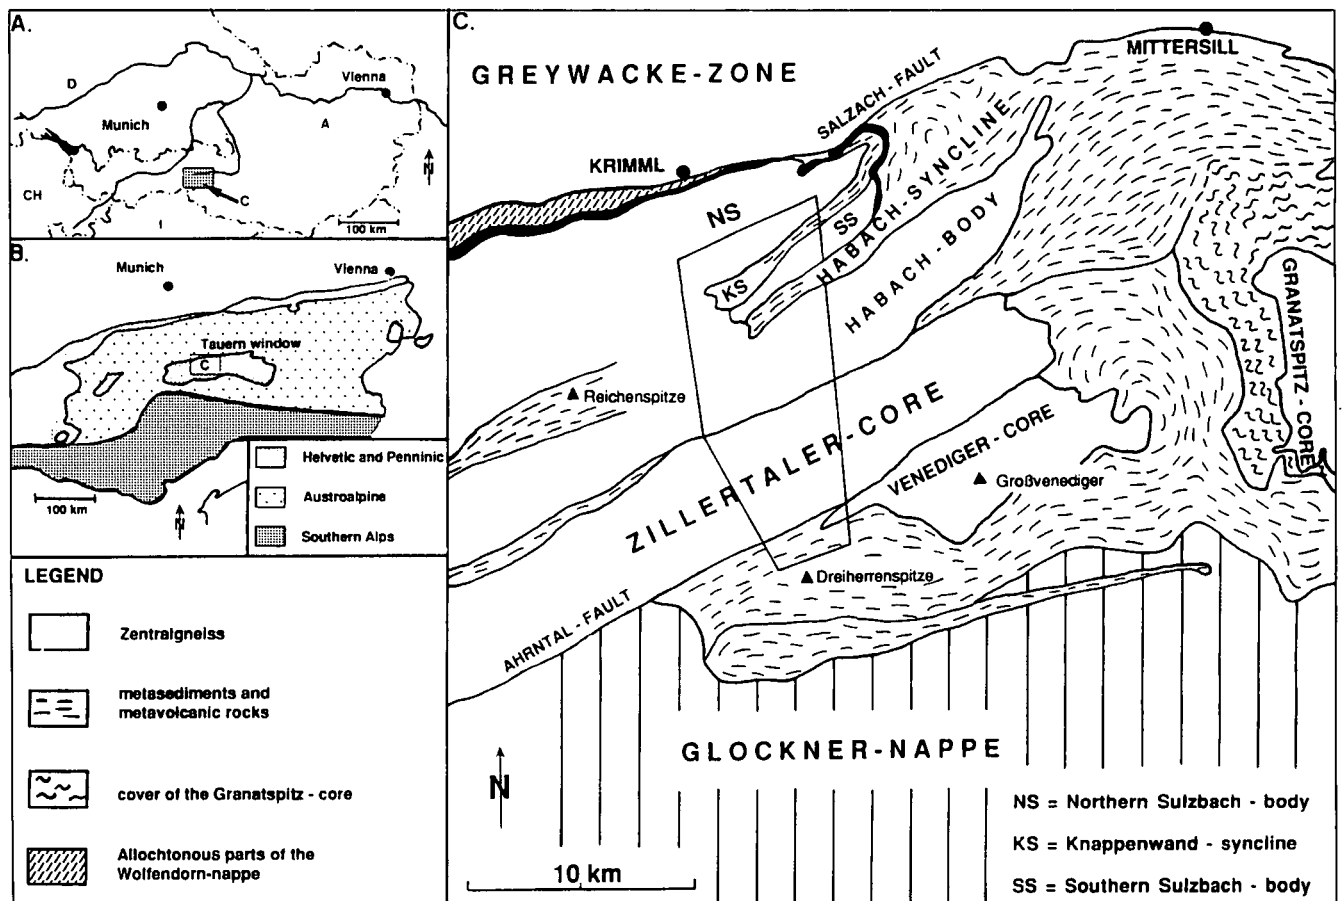 A.
D
Munich
Vienna
A
CH
I
C
N
100 km
B.
Munich
Vienna
Tauern window
C
Helvetic and Penninic
Austroalpine
Southern Alps
100 km
N
LEGEND
Zentralgneiss
metasediments and
metavolcanic rocks
cover of the Granatspitz - core
Allochtonous parts of the
Wolfendorn-nappe
C.
GREYWACKE-ZONE
MITTERSILL
SALZACH-FAULT
KRIMML
NS
SS
KS
HABACH-SYNCLINE
HABACH-BODY
GRANATSPITZ-CORE
Reichenspitze
ZILLERTALER-CORE
VENEDIGER-CORE
Großvenediger
Dreiherrenspitze
AHRNTAL-FAULT
GLOCKNER-NAPPE
N
10 km
NS = Northern Sulzbach - body
KS = Knappenwand - syncline
SS = Southern Sulzbach - body